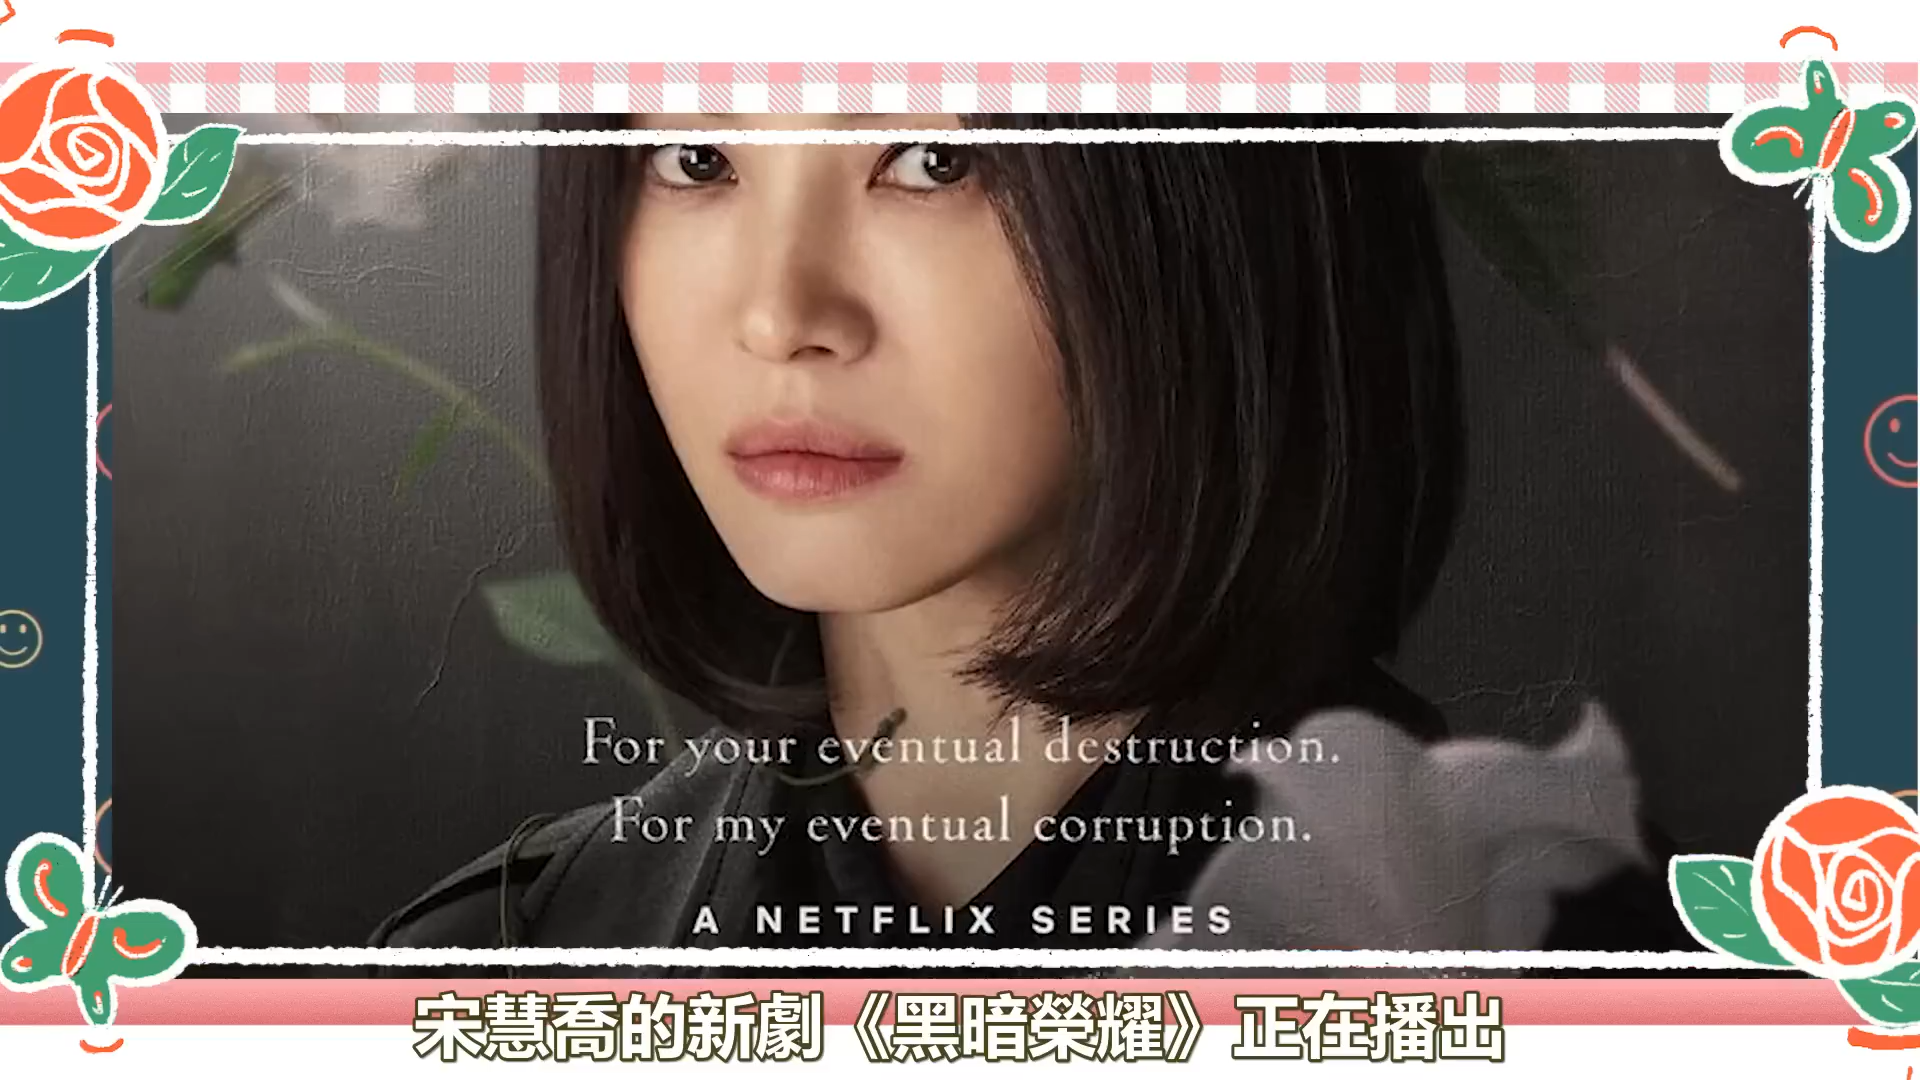 For your eventual destruction.
For my eventual corruption.
A NETFLIX SERIES
宋慧喬的新劇《黑暗榮耀》正在播出